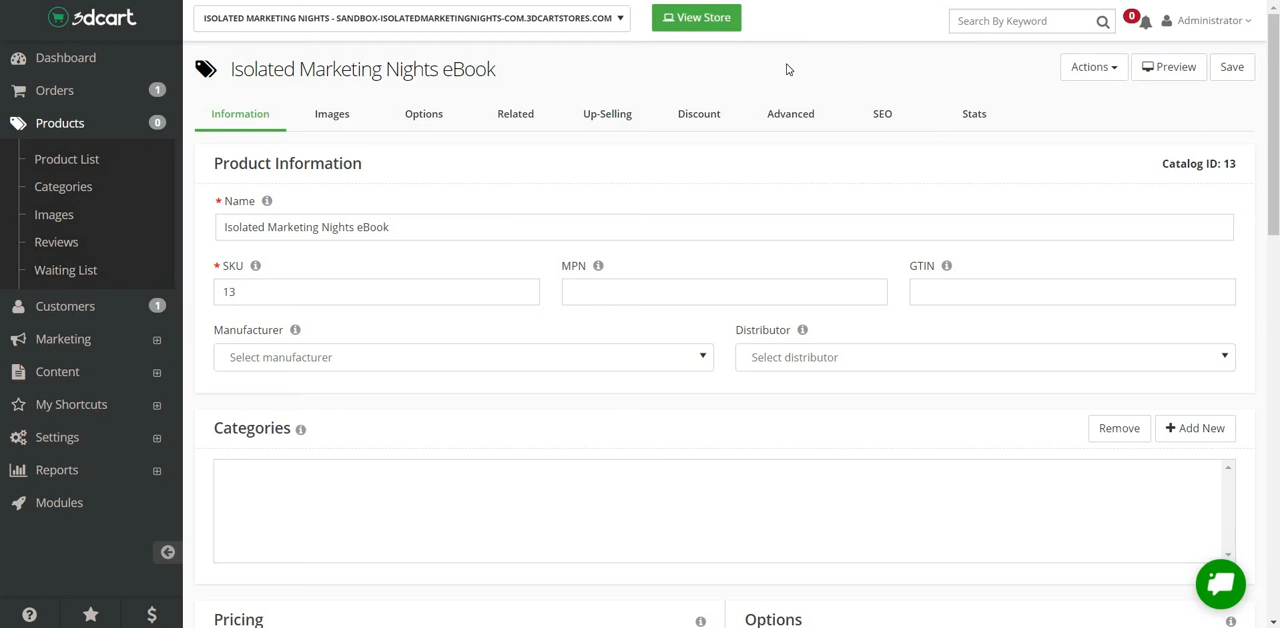 3dcart
ISOLATED MARKETING NIGHTS - SANDBOX-ISOLATEDMARKETINGNIGHTS-COM.3DCARTSTORES.COM
View Store
Search By Keyword
0
Administrator
Dashboard
Orders 1
Products 0
Product List
Categories
Images
Reviews
Waiting List
Customers 1
Marketing
Content
My Shortcuts
Settings
Reports
Modules
Isolated Marketing Nights eBook
Actions
Preview
Save
Information Images Options Related Up-Selling Discount Advanced SEO Stats
Product Information
Catalog ID: 13
* Name
Isolated Marketing Nights eBook
* SKU
MPN
GTIN
13
Manufacturer
Distributor
Select manufacturer
Select distributor
Categories
Remove
Add New
Pricing
Options